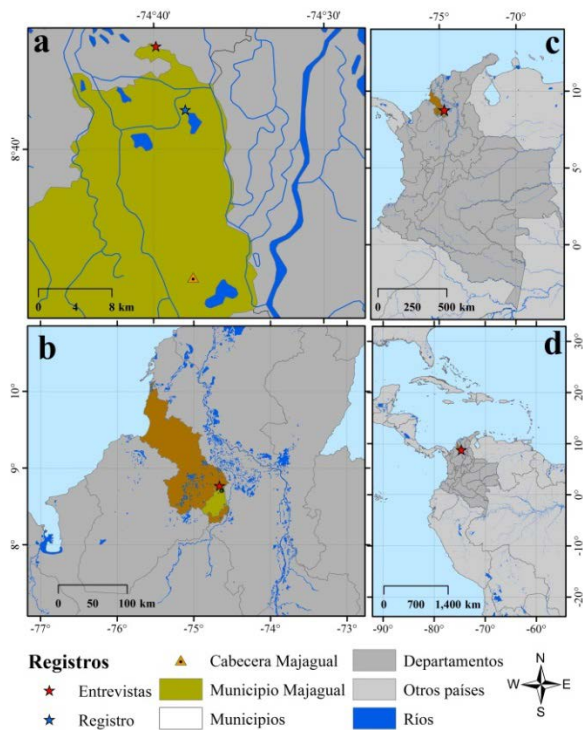 -74°40' -74°30'
a
8°40'
0 4 8 km
-75° -70°
c
10°
0°
0 250 500 km
b
10°
9°
8°
0 50 100 km
-77 -76° -75° -74° -73°
d
30°
20°
10°
0°
-10°
-20°
0 700 1,400 km
-90° -80° -70° -60°
Registros
Entrevistas
Registro
Cabecera Majagual
Municipio Majagual
Municipios
Departamentos
Otros países
Ríos
N
W E
S